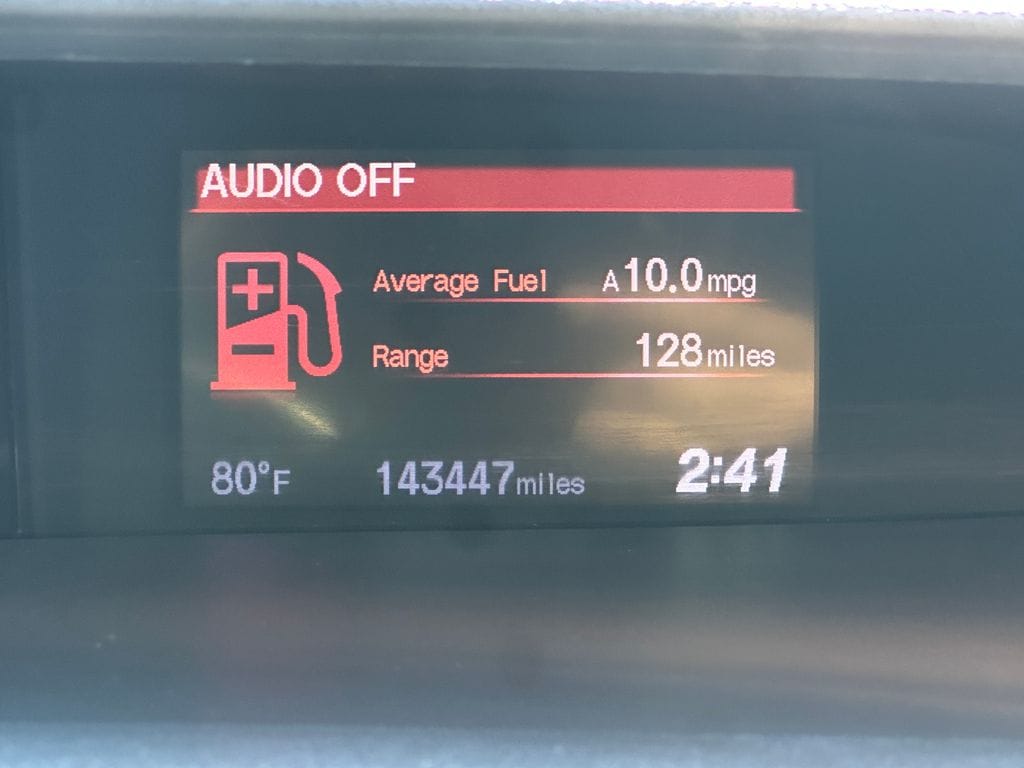 AUDIO OFF
Average Fuel A10.0mpg
Range 128miles
80°F 143447miles 2:41